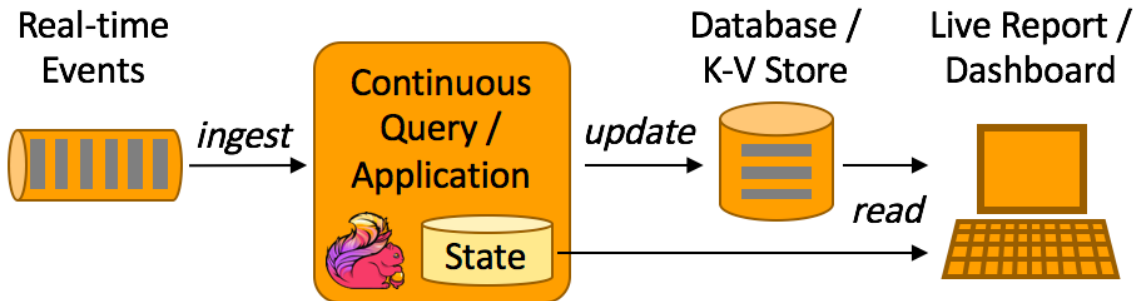 Real-time
Events
ingest
Continuous
Query /
Application
State
update
Database /
K-V Store
read
Live Report /
Dashboard